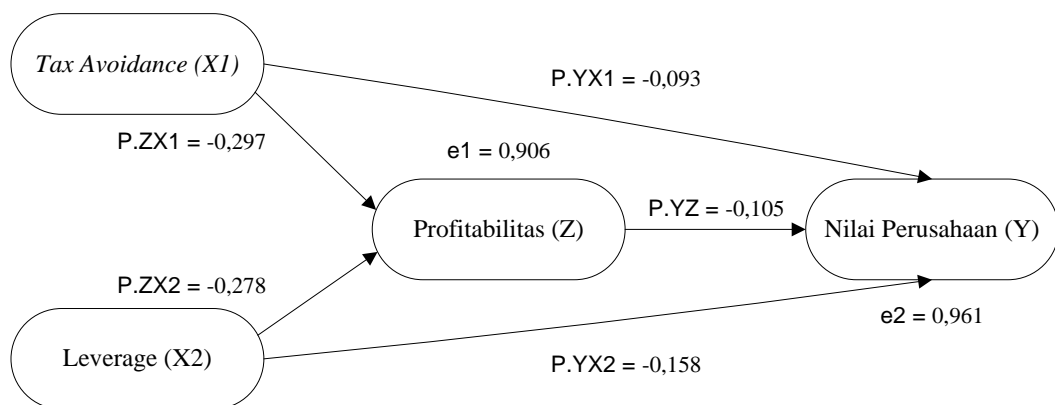 Tax Avoidance (X1)
P.YX1 = -0,093
P.ZX1 = -0,297
e1 = 0,906
P.YZ = -0,105
Profitabilitas (Z)
Nilai Perusahaan (Y)
P.ZX2 = -0,278
e2 = 0,961
Leverage (X2)
P.YX2 = -0,158